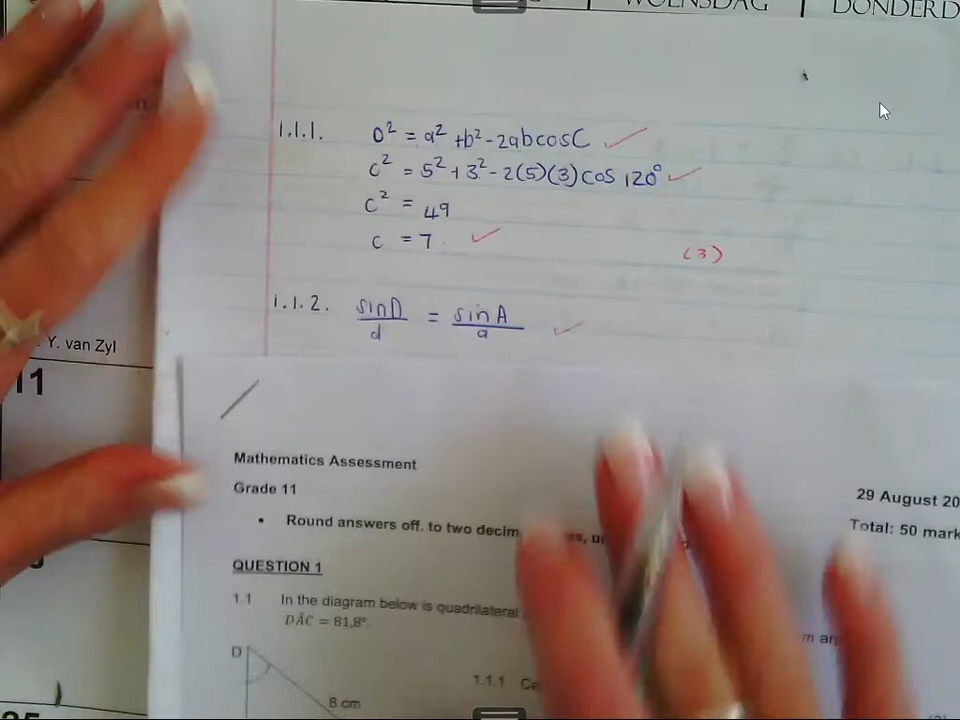 WOENSDAG DONDERD
1.1.1. o² = a² + b² - 2abcosC
c² = 5² + 3² - 2(5)(3)cos 120°
c² = 49
c = 7
(3)
1.1.2. sinD/d = sinA/a
Y. van Zyl
11
Mathematics Assessment
Grade 11
29 August 20
• Round answers off. to two decim
Total: 50 mark
QUESTION 1
1.1 In the diagram below is quadrilateral
DÂC = 81,8°.
D
1.1.1
8 cm